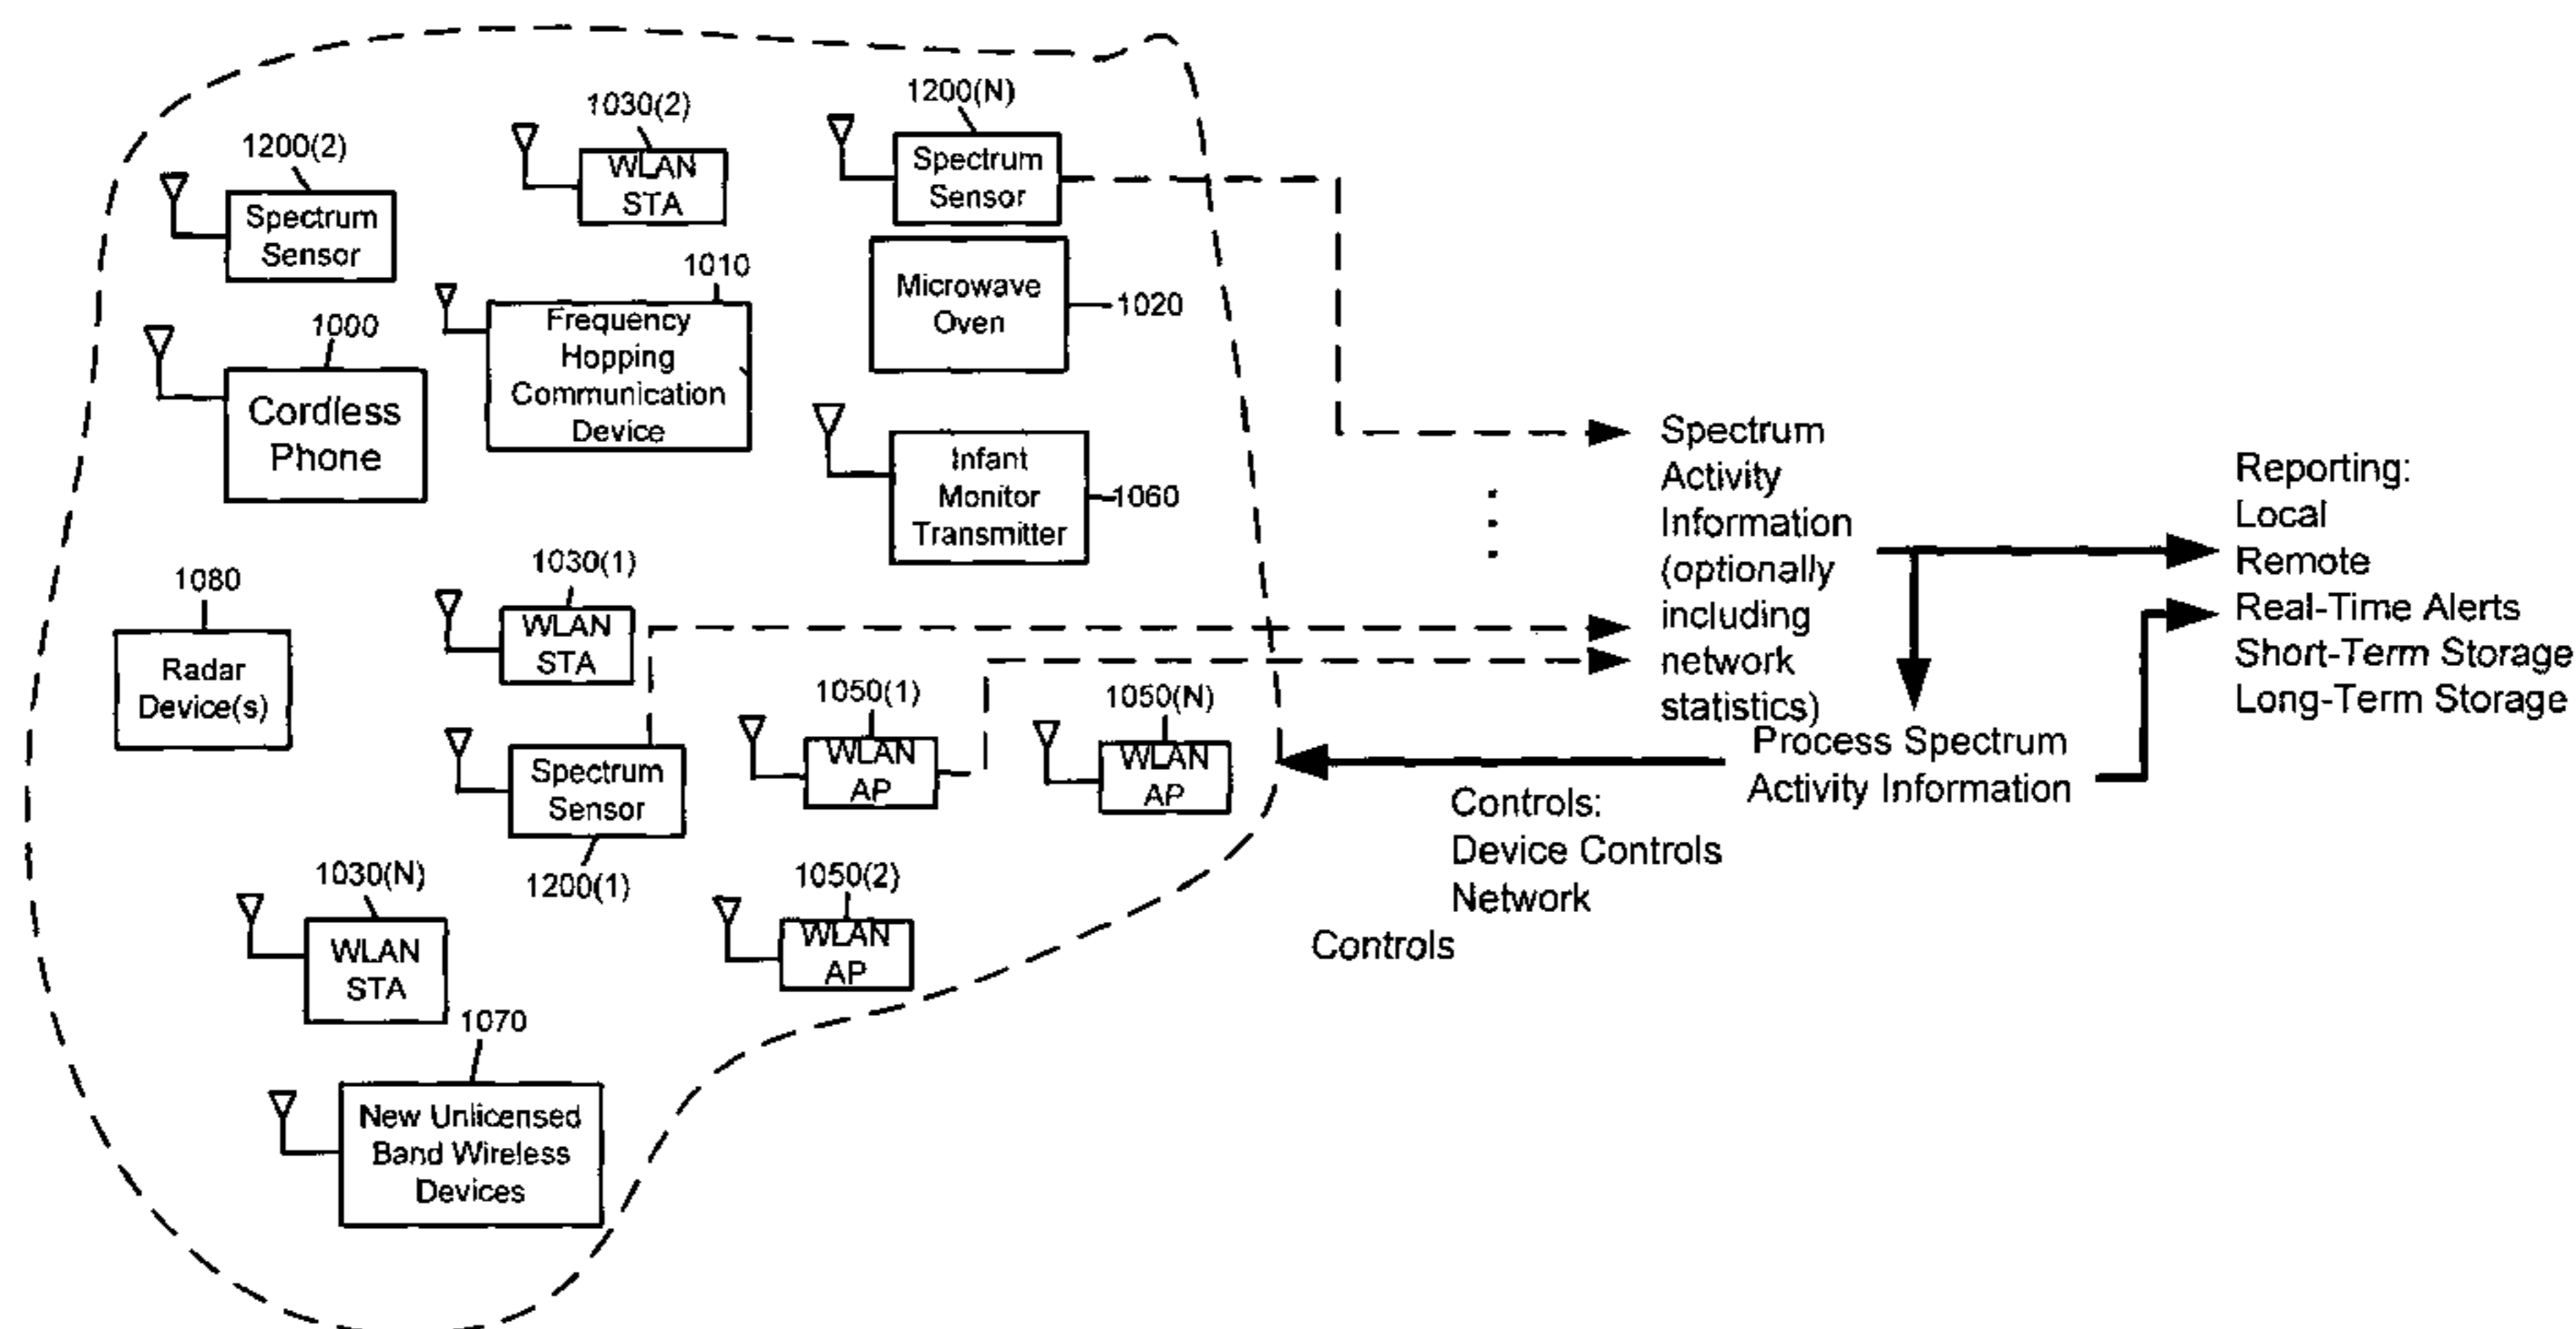 1200(2)
Spectrum
Sensor
1030(2)
WLAN
STA
1200(N)
Spectrum
Sensor
Microwave
Oven
1020
1000
Cordless
Phone
1010
Frequency
Hopping
Communication
Device
Infant
Monitor
Transmitter
1060
1080
Radar
Device(s)
1030(1)
WLAN
STA
Spectrum
Sensor
1200(1)
1050(1)
WLAN
AP
1050(N)
WLAN
AP
1030(N)
WLAN
STA
1050(2)
WLAN
AP
1070
New Unlicensed
Band Wireless
Devices
Spectrum
Activity
Information
(optionally
including
network
statistics)
Process Spectrum
Activity Information
Controls:
Device Controls
Network
Controls
Reporting:
Local
Remote
Real-Time Alerts
Short-Term Storage
Long-Term Storage